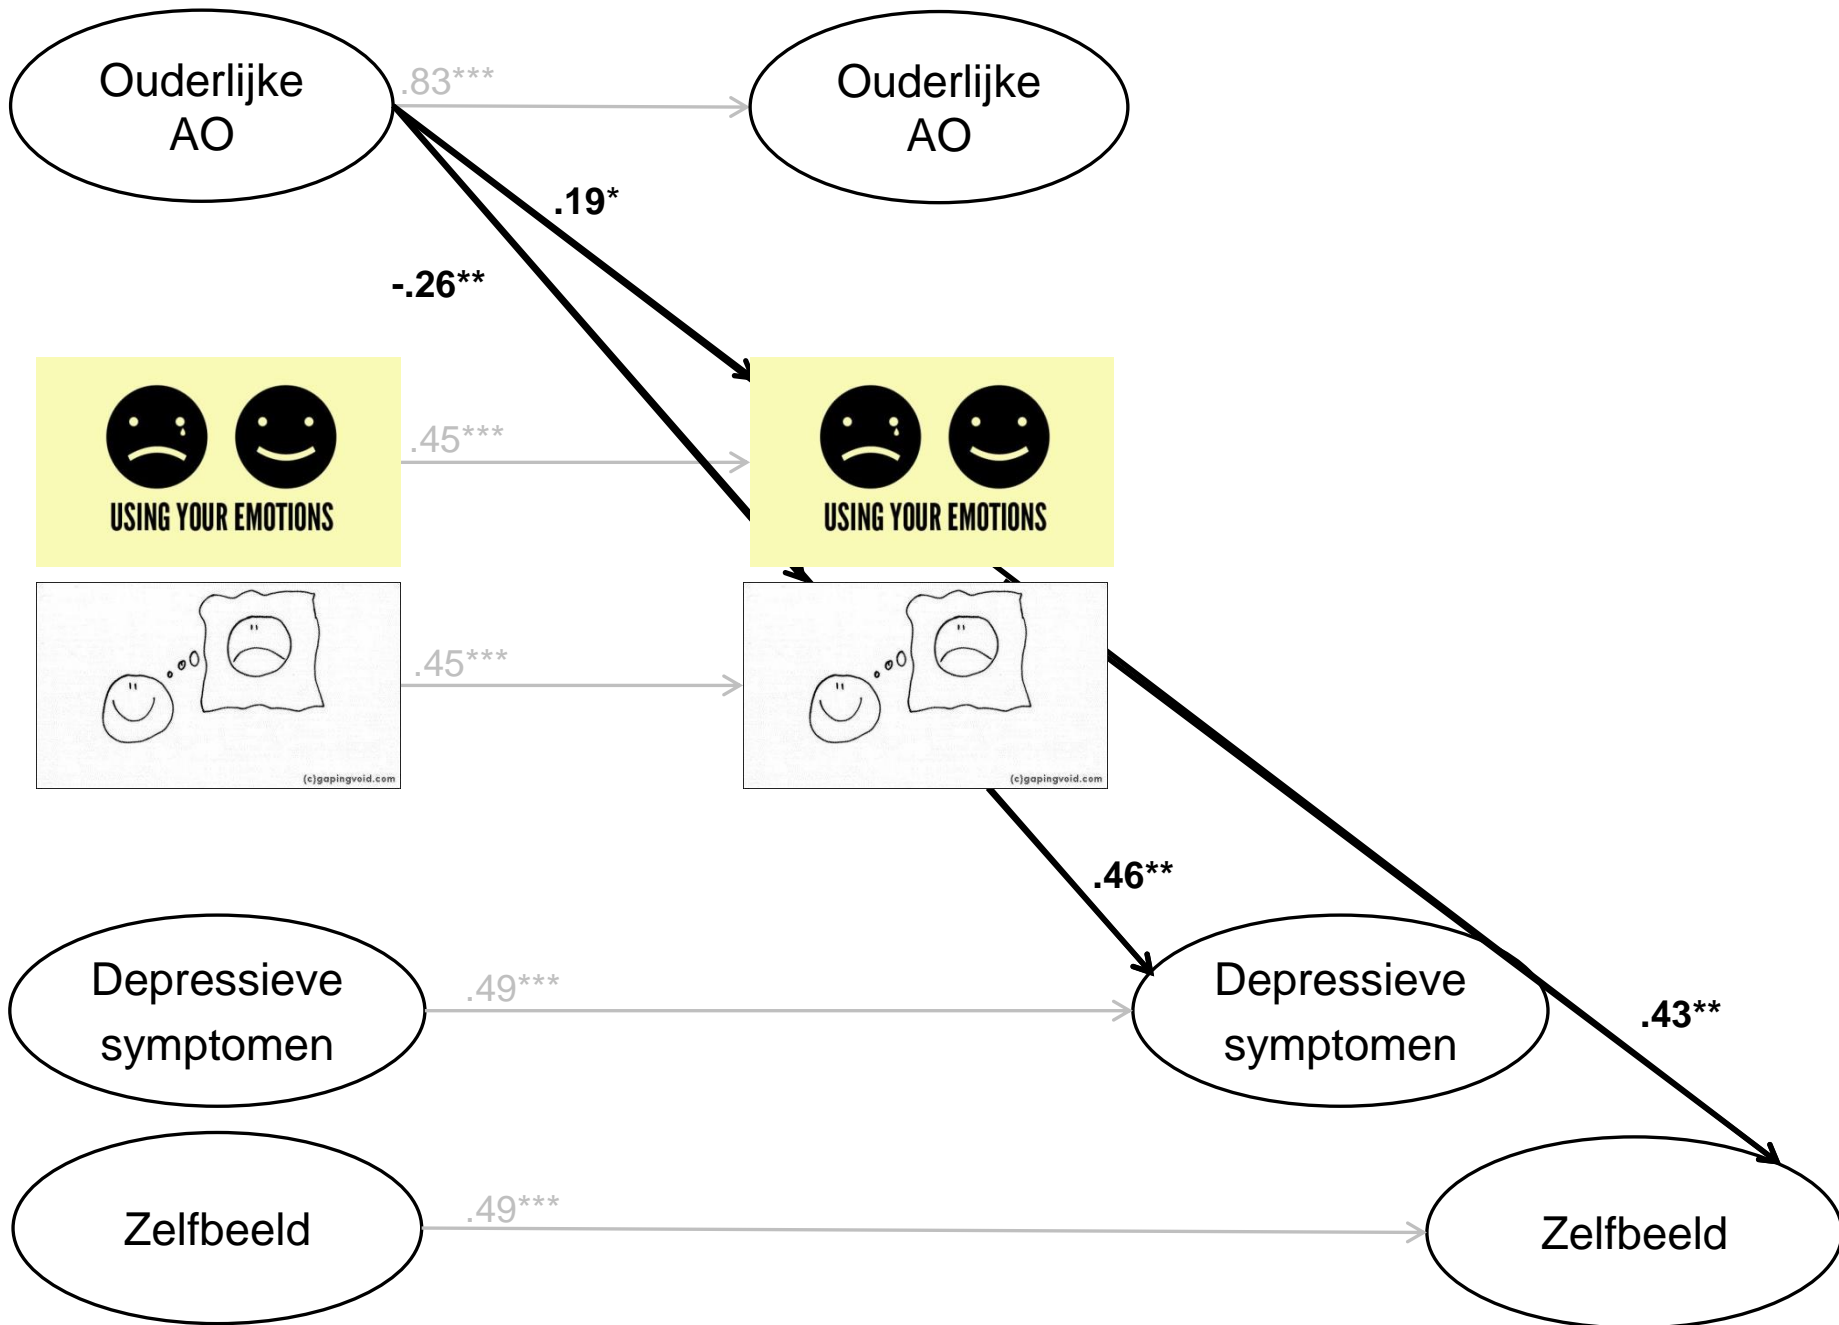 Ouderlijke
AO
.83***
Ouderlijke
AO
.19*
-.26**
USING YOUR EMOTIONS
.45***
USING YOUR EMOTIONS
(c)gapingvoid.com
.45***
(c)gapingvoid.com
.46**
Depressieve
symptomen
.49***
Depressieve
symptomen
.43**
Zelfbeeld
.49***
Zelfbeeld